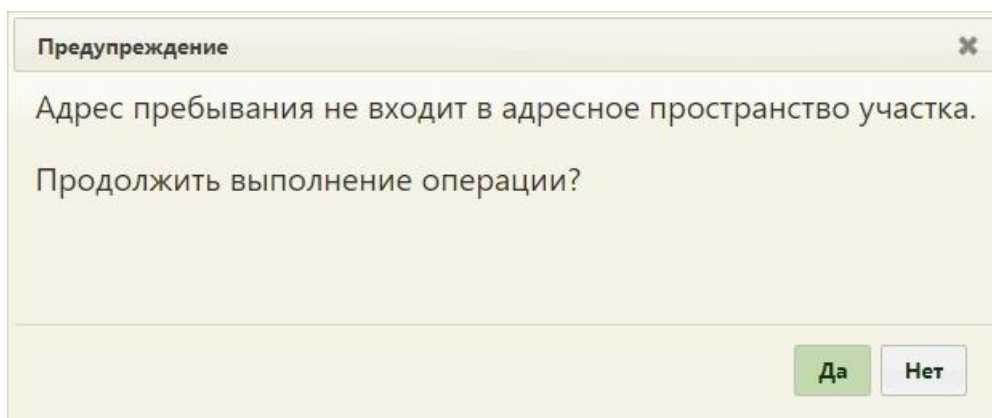 Предупреждение
Адрес пребывания не входит в адресное пространство участка.
Продолжить выполнение операции?
Да
Нет